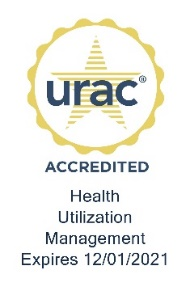 urac®
ACCREDITED
Health
Utilization
Management
Expires 12/01/2021